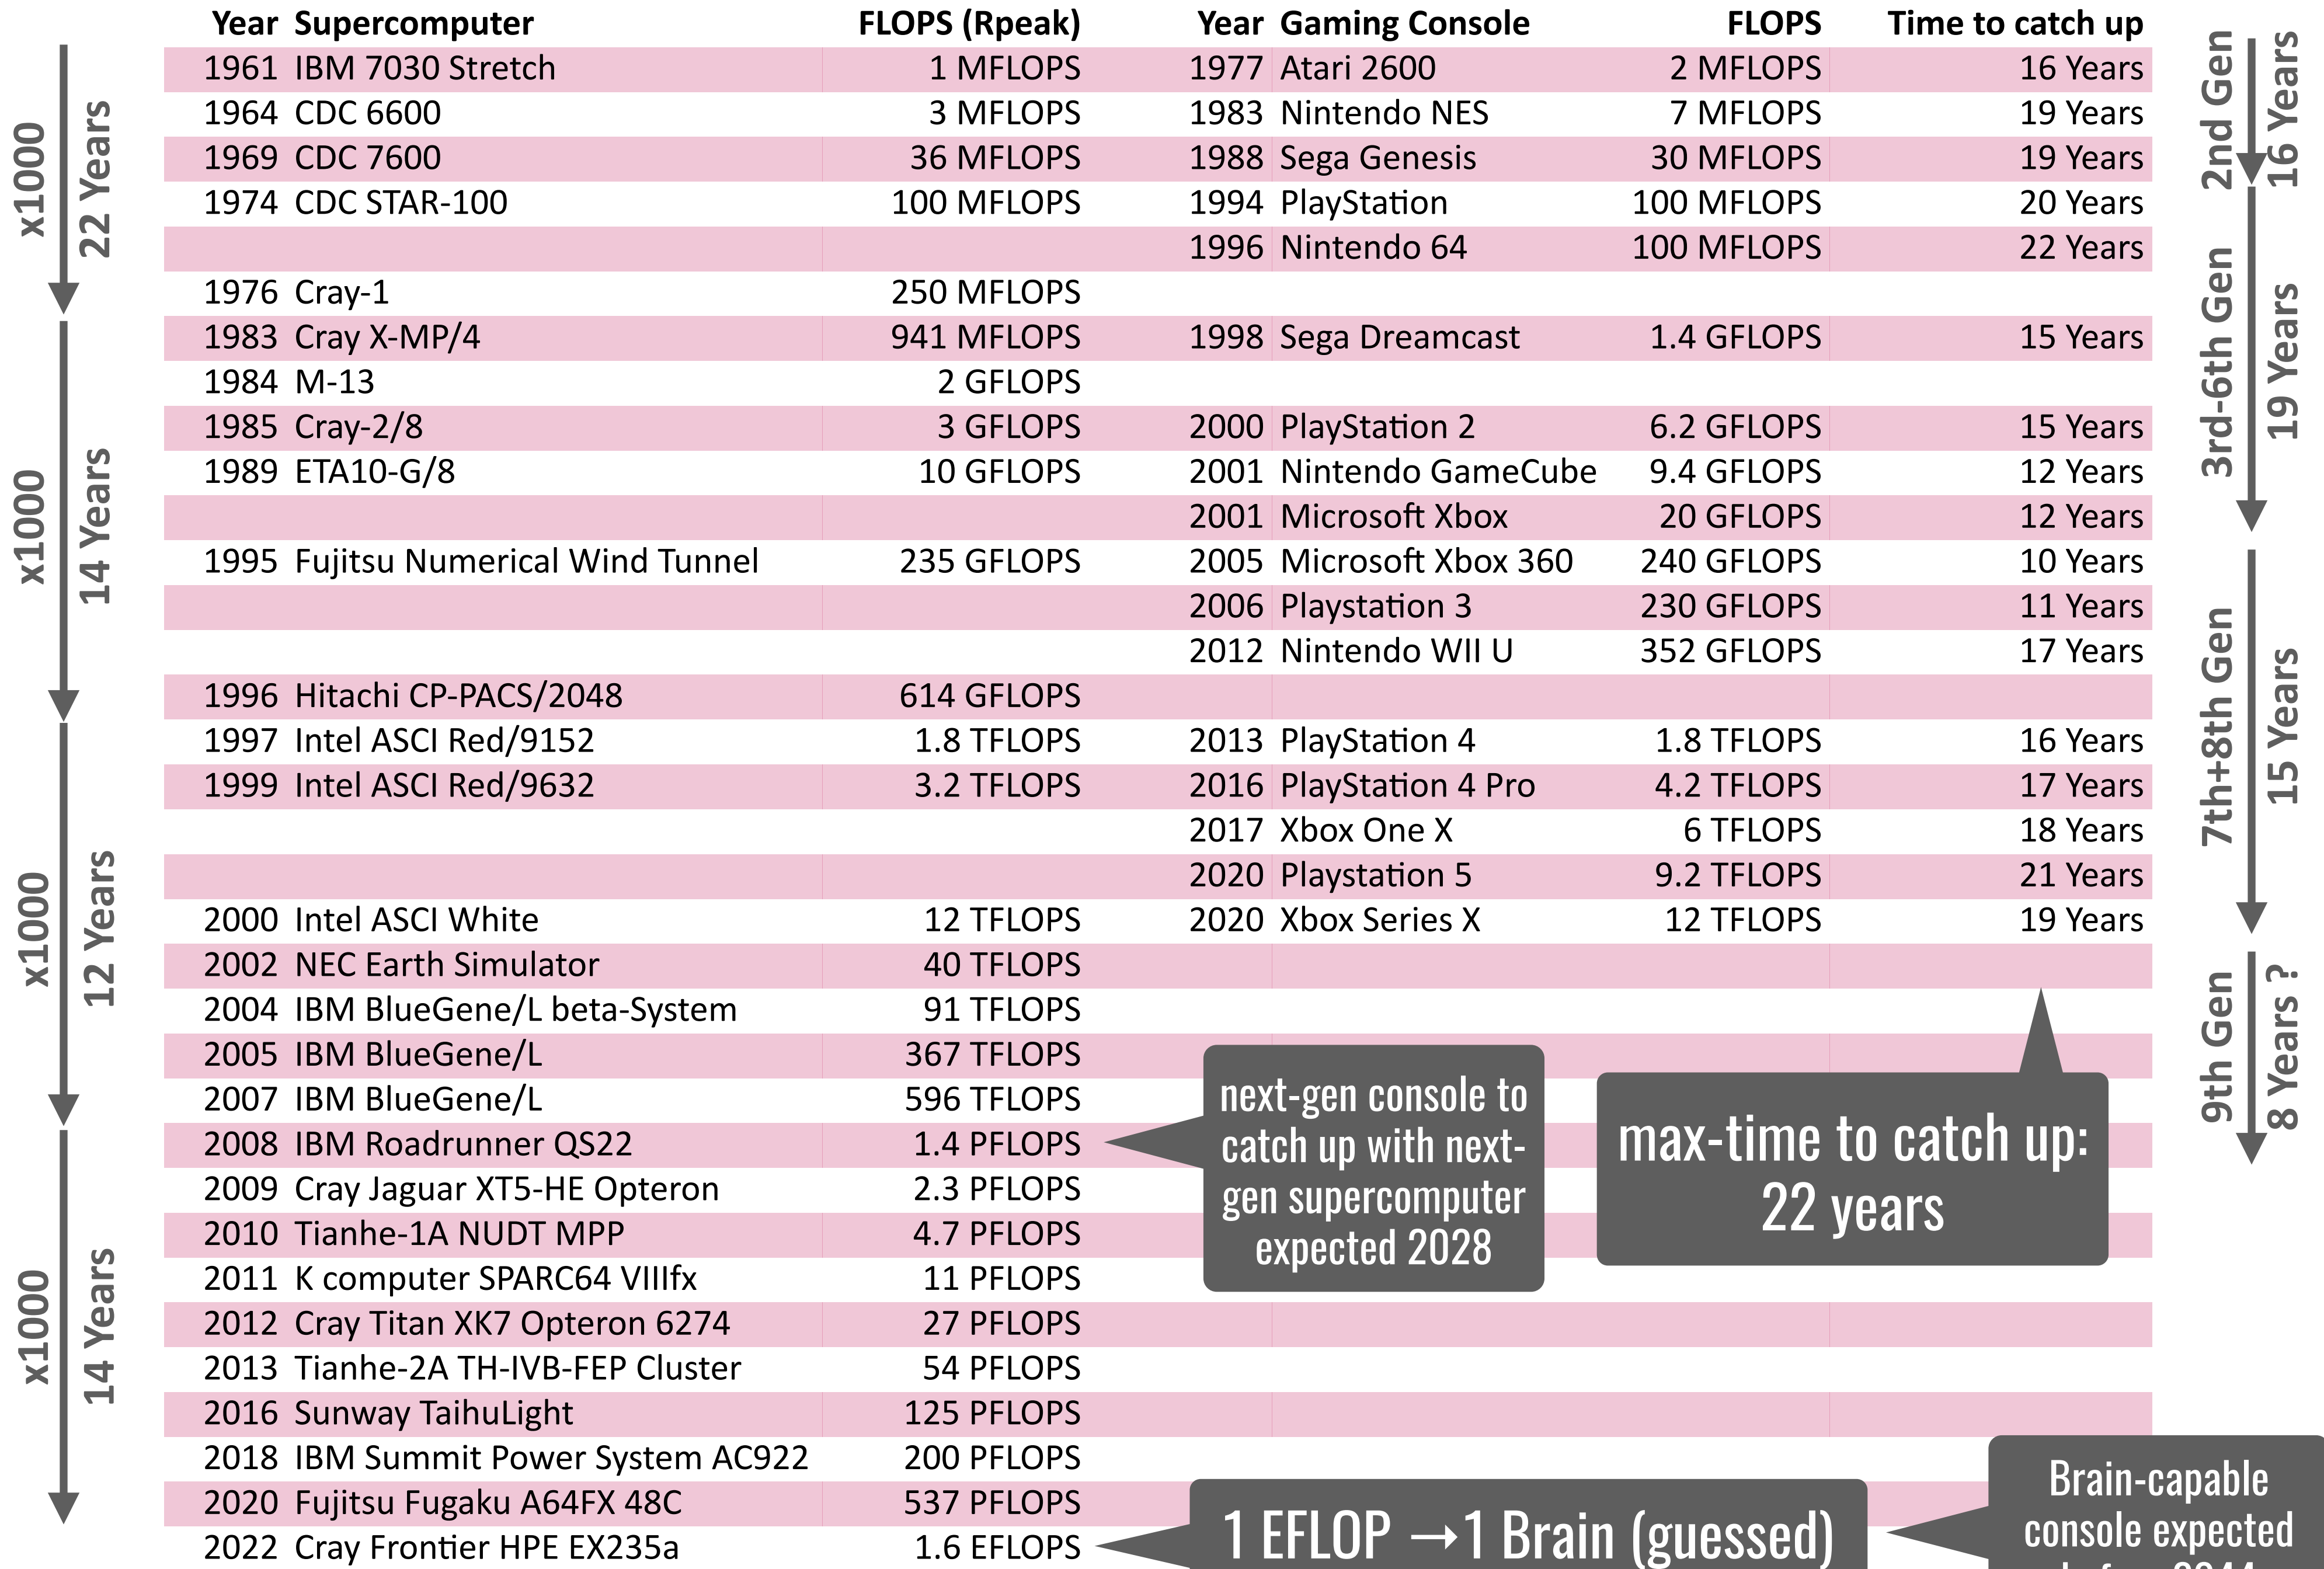 Year Supercomputer FLOPS (Rpeak) Year Gaming Console FLOPS Time to catch up
1961 IBM 7030 Stretch 1 MFLOPS 1977 Atari 2600 2 MFLOPS 16 Years
1964 CDC 6600 3 MFLOPS 1983 Nintendo NES 7 MFLOPS 19 Years
1969 CDC 7600 36 MFLOPS 1988 Sega Genesis 30 MFLOPS 19 Years
1974 CDC STAR-100 100 MFLOPS 1994 PlayStation 100 MFLOPS 20 Years
1996 Nintendo 64 100 MFLOPS 22 Years
1976 Cray-1 250 MFLOPS
1983 Cray X-MP/4 941 MFLOPS 1998 Sega Dreamcast 1.4 GFLOPS 15 Years
1984 M-13 2 GFLOPS
1985 Cray-2/8 3 GFLOPS 2000 PlayStation 2 6.2 GFLOPS 15 Years
1989 ETA10-G/8 10 GFLOPS 2001 Nintendo GameCube 9.4 GFLOPS 12 Years
2001 Microsoft Xbox 20 GFLOPS 12 Years
1995 Fujitsu Numerical Wind Tunnel 235 GFLOPS 2005 Microsoft Xbox 360 240 GFLOPS 10 Years
2006 Playstation 3 230 GFLOPS 11 Years
2012 Nintendo WII U 352 GFLOPS 17 Years
1996 Hitachi CP-PACS/2048 614 GFLOPS
1997 Intel ASCI Red/9152 1.8 TFLOPS 2013 PlayStation 4 1.8 TFLOPS 16 Years
1999 Intel ASCI Red/9632 3.2 TFLOPS 2016 PlayStation 4 Pro 4.2 TFLOPS 17 Years
2017 Xbox One X 6 TFLOPS 18 Years
2020 Playstation 5 9.2 TFLOPS 21 Years
2000 Intel ASCI White 12 TFLOPS 2020 Xbox Series X 12 TFLOPS 19 Years
2002 NEC Earth Simulator 40 TFLOPS
2004 IBM BlueGene/L beta-System 91 TFLOPS
2005 IBM BlueGene/L 367 TFLOPS
2007 IBM BlueGene/L 596 TFLOPS
2008 IBM Roadrunner QS22 1.4 PFLOPS
2009 Cray Jaguar XT5-HE Opteron 2.3 PFLOPS
2010 Tianhe-1A NUDT MPP 4.7 PFLOPS
2011 K computer SPARC64 VIIIfx 11 PFLOPS
2012 Cray Titan XK7 Opteron 6274 27 PFLOPS
2013 Tianhe-2A TH-IVB-FEP Cluster 54 PFLOPS
2016 Sunway TaihuLight 125 PFLOPS
2018 IBM Summit Power System AC922 200 PFLOPS
2020 Fujitsu Fugaku A64FX 48C 537 PFLOPS
2022 Cray Frontier HPE EX235a 1.6 EFLOPS
x1000
22 Years
x1000
14 Years
x1000
12 Years
x1000
14 Years
2nd Gen
16 Years
3rd-6th Gen
19 Years
7th+8th Gen
15 Years
9th Gen
8 Years ?
next-gen console to
catch up with next-
gen supercomputer
expected 2028
max-time to catch up:
22 years
1 EFLOP → 1 Brain (guessed)
Brain-capable
console expected